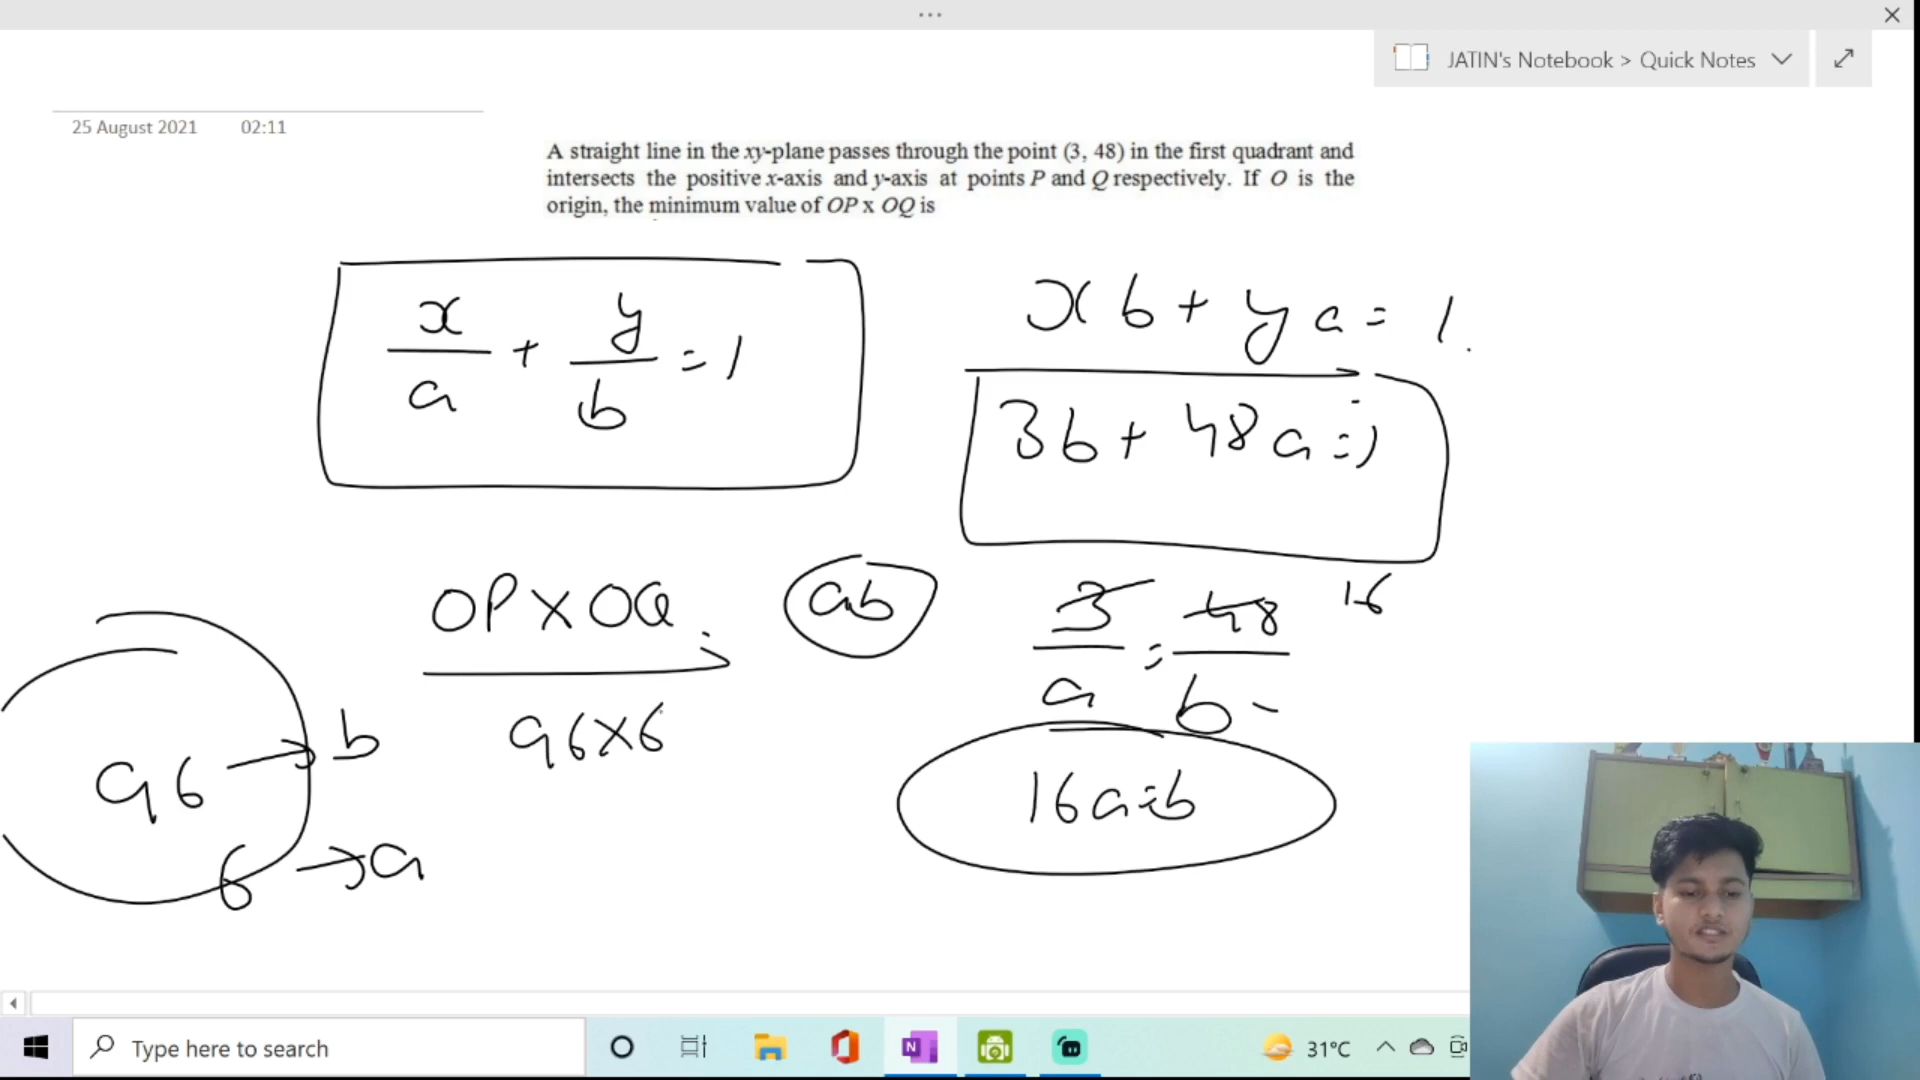 JATIN's Notebook > Quick Notes
25 August 2021 02:11
A straight line in the xy-plane passes through the point (3, 48) in the first quadrant and
intersects the positive x-axis and y-axis at points P and Q respectively. If O is the
origin, the minimum value of OP x OQ is
x/a + y/b = 1
xb + ya = 1
3b + 48a = 1
OP X OQ
ab
3/a = 48/b
16
96 → b
96X6
16a=b
6 → a
Type here to search
31°C